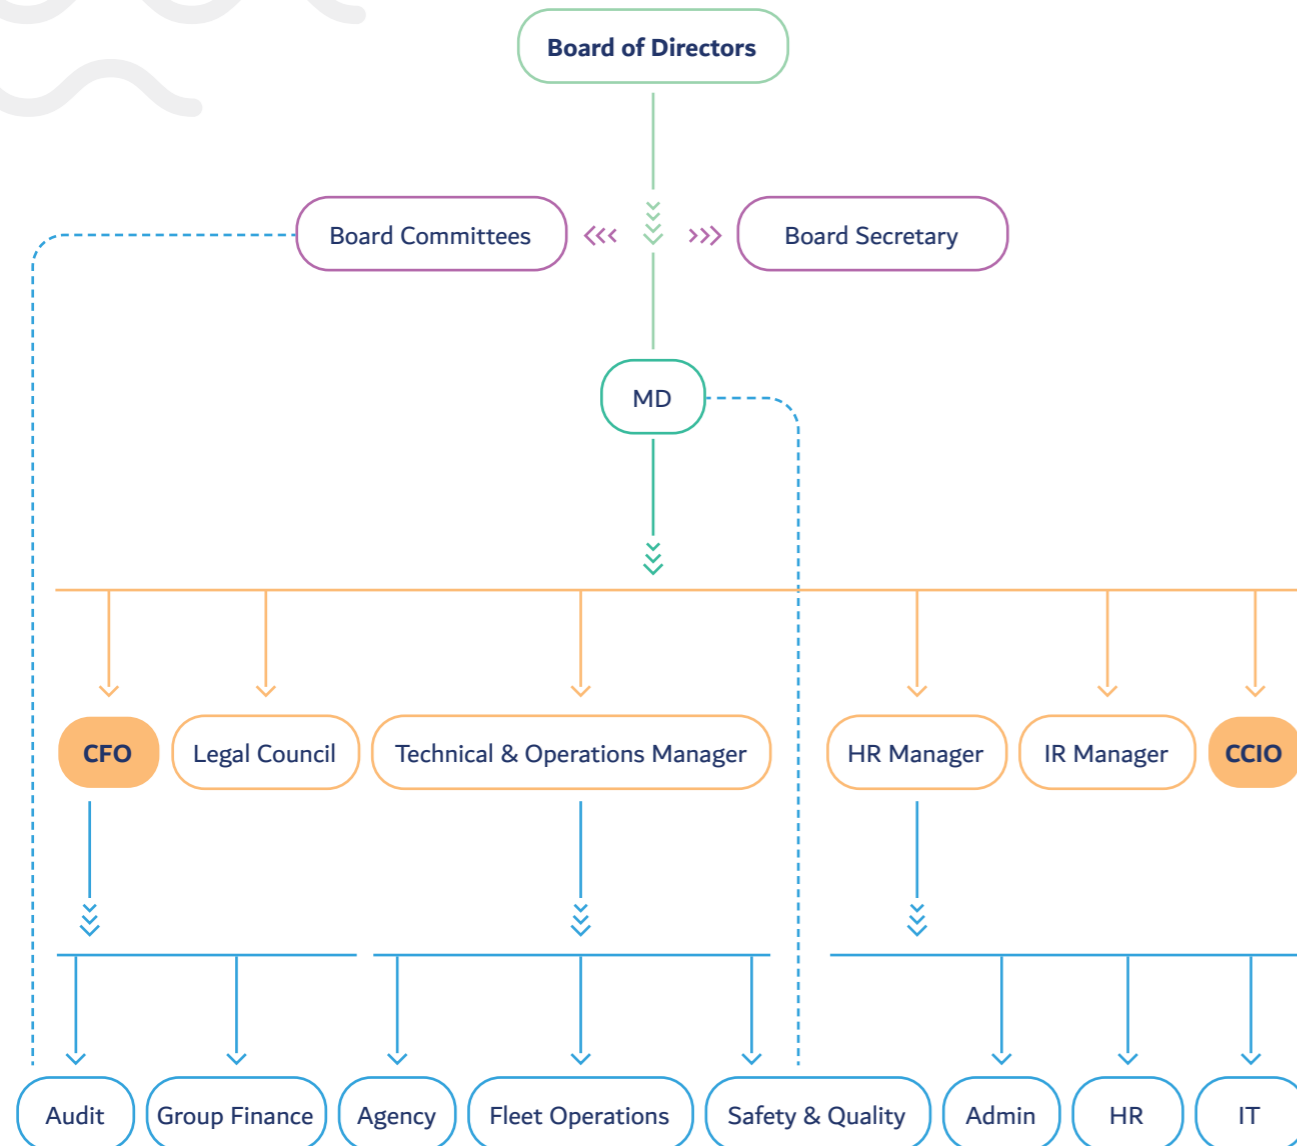 Board of Directors
Board Committees
Board Secretary
MD
CFO
Legal Council
Technical & Operations Manager
HR Manager
IR Manager
CCIO
Audit
Group Finance
Agency
Fleet Operations
Safety & Quality
Admin
HR
IT